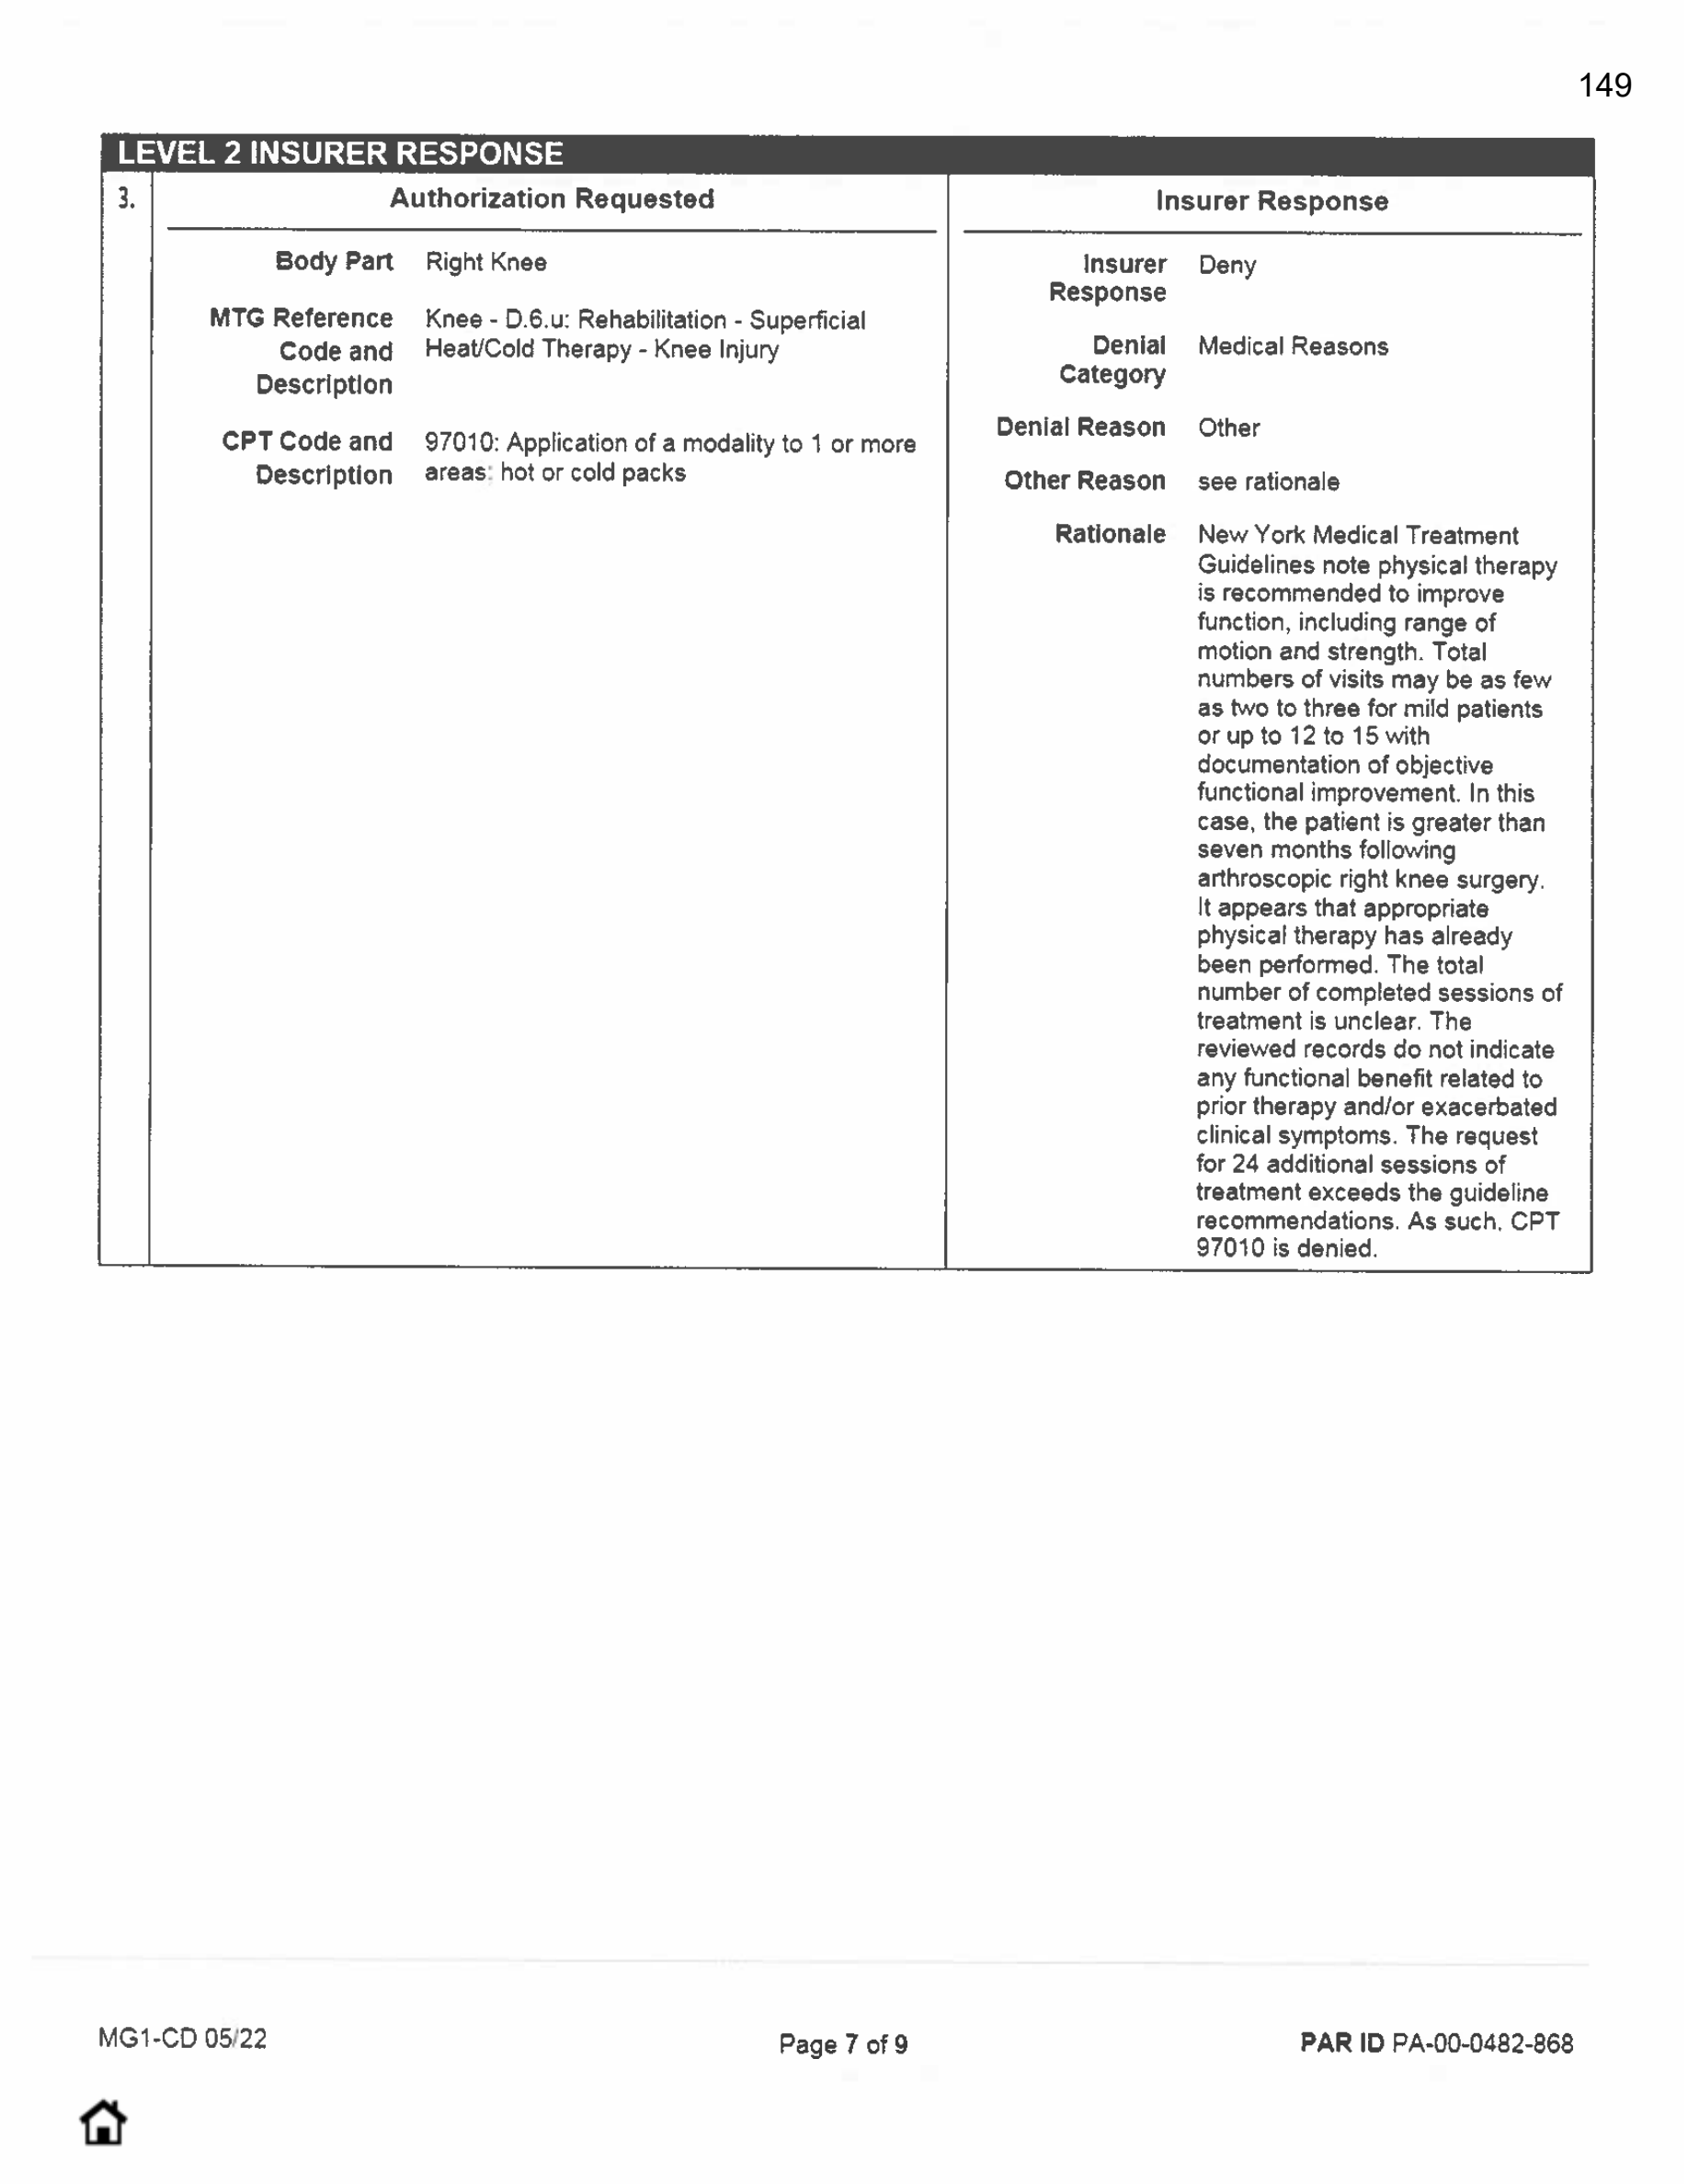 149
LEVEL 2 INSURER RESPONSE
3.
Authorization Requested
Body Part Right Knee
MTG Reference Knee - D.6.u: Rehabilitation - Superficial
Code and Heat/Cold Therapy - Knee Injury
Description
CPT Code and 97010: Application of a modality to 1 or more
Description areas: hot or cold packs
Insurer Response
Insurer Deny
Response
Denial Medical Reasons
Category
Denial Reason Other
Other Reason see rationale
Rationale New York Medical Treatment
Guidelines note physical therapy
is recommended to improve
function, including range of
motion and strength. Total
numbers of visits may be as few
as two to three for mild patients
or up to 12 to 15 with
documentation of objective
functional improvement. In this
case, the patient is greater than
seven months following
arthroscopic right knee surgery.
It appears that appropriate
physical therapy has already
been performed. The total
number of completed sessions of
treatment is unclear. The
reviewed records do not indicate
any functional benefit related to
prior therapy and/or exacerbated
clinical symptoms. The request
for 24 additional sessions of
treatment exceeds the guideline
recommendations. As such, CPT
97010 is denied.
MG1-CD 05/22
Page 7 of 9
PAR ID PA-00-0482-868